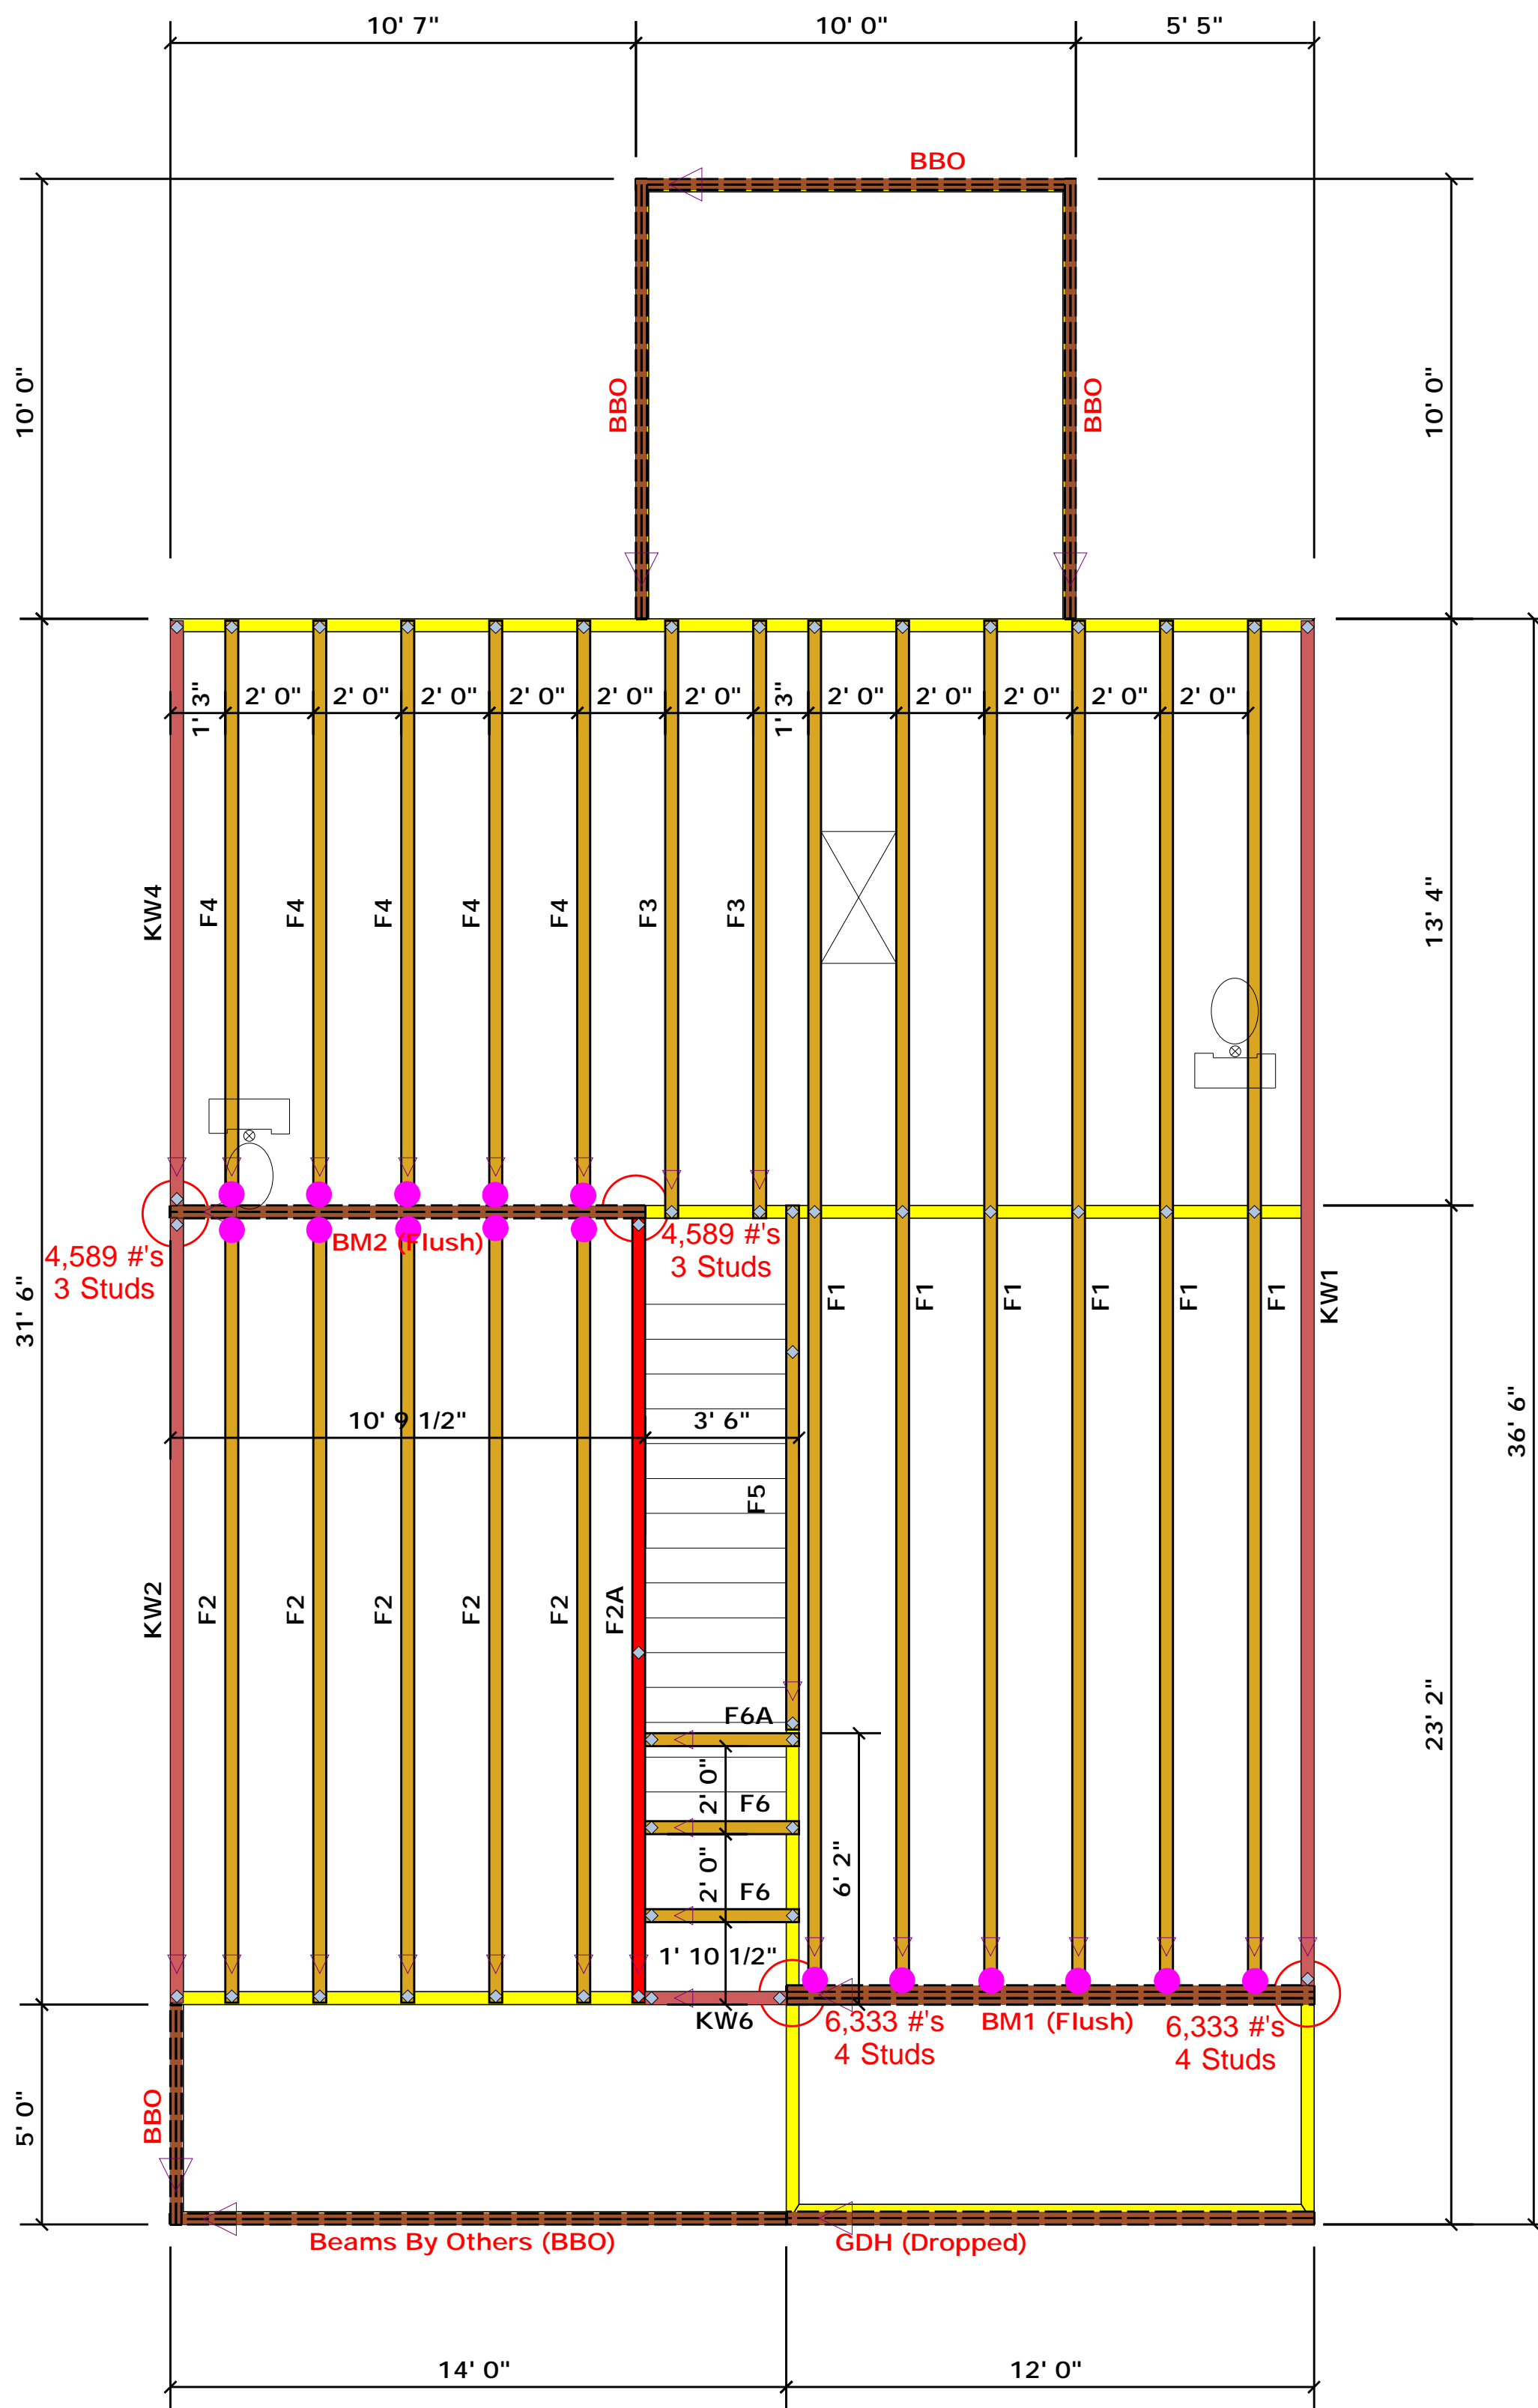 10' 7"
10' 0"
5' 5"
BBO
10' 0"
BBO
BBO
10' 0"
1' 3"
2' 0"
2' 0"
2' 0"
2' 0"
2' 0"
2' 0"
1' 3"
2' 0"
2' 0"
2' 0"
2' 0"
2' 0"
KW4
F4
F4
F4
F4
F4
F3
F3
13' 4"
4,589 #'s
3 Studs
BM2 (Flush)
4,589 #'s
3 Studs
31' 6"
F1
F1
F1
F1
F1
F1
KW1
10' 9 1/2"
3' 6"
36' 6"
F5
KW2
F2
F2
F2
F2
F2
F2A
F6A
23' 2"
2' 0"
F6
2' 0"
6' 2"
F6
1' 10 1/2"
KW6
6,333 #'s
4 Studs
BM1 (Flush)
6,333 #'s
4 Studs
5' 0"
BBO
Beams By Others (BBO)
GDH (Dropped)
14' 0"
12' 0"